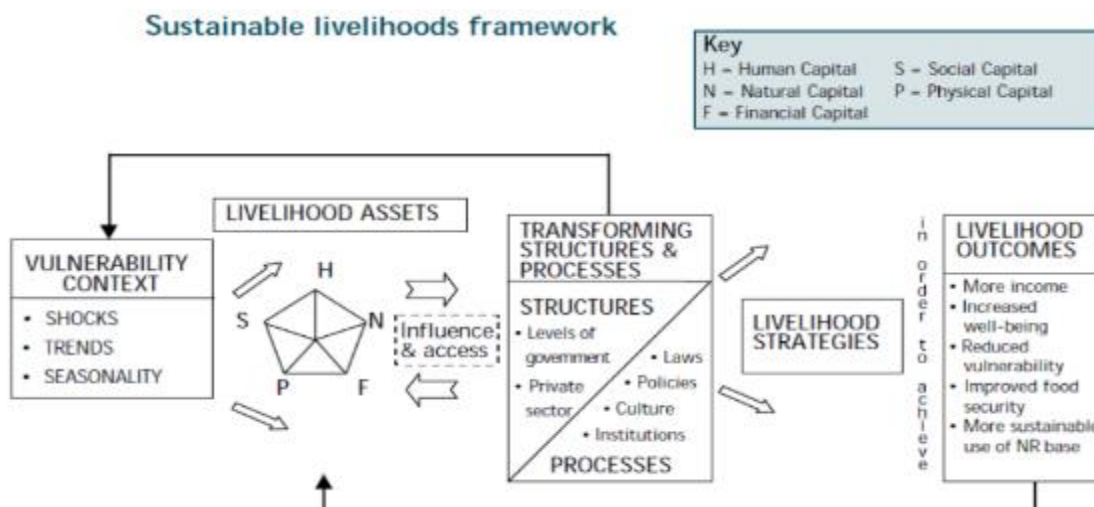 Sustainable livelihoods framework
Key
H – Human Capital S – Social Capital
N – Natural Capital P – Physical Capital
F – Financial Capital
LIVELIHOOD ASSETS
VULNERABILITY
CONTEXT
• SHOCKS
• TRENDS
• SEASONALITY
H
S
N
P
F
Influence
& access
TRANSFORMING
STRUCTURES &
PROCESSES
STRUCTURES
• Levels of
government
• Private
sector
• Laws
• Policies
• Culture
• Institutions
PROCESSES
LIVELIHOOD
STRATEGIES
in order to achieve
LIVELIHOOD
OUTCOMES
• More income
• Increased
well-being
• Reduced
vulnerability
• Improved food
security
• More sustainable
use of NR base